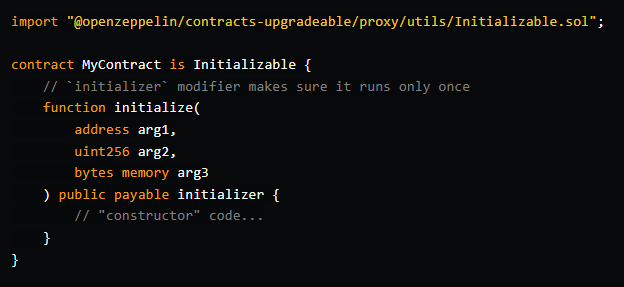 import "@openzeppelin/contracts-upgradeable/proxy/utils/Initializable.sol";
contract MyContract is Initializable {
// `initializer` modifier makes sure it runs only once
function initialize(
address arg1,
uint256 arg2,
bytes memory arg3
) public payable initializer {
// "constructor" code...
}
}